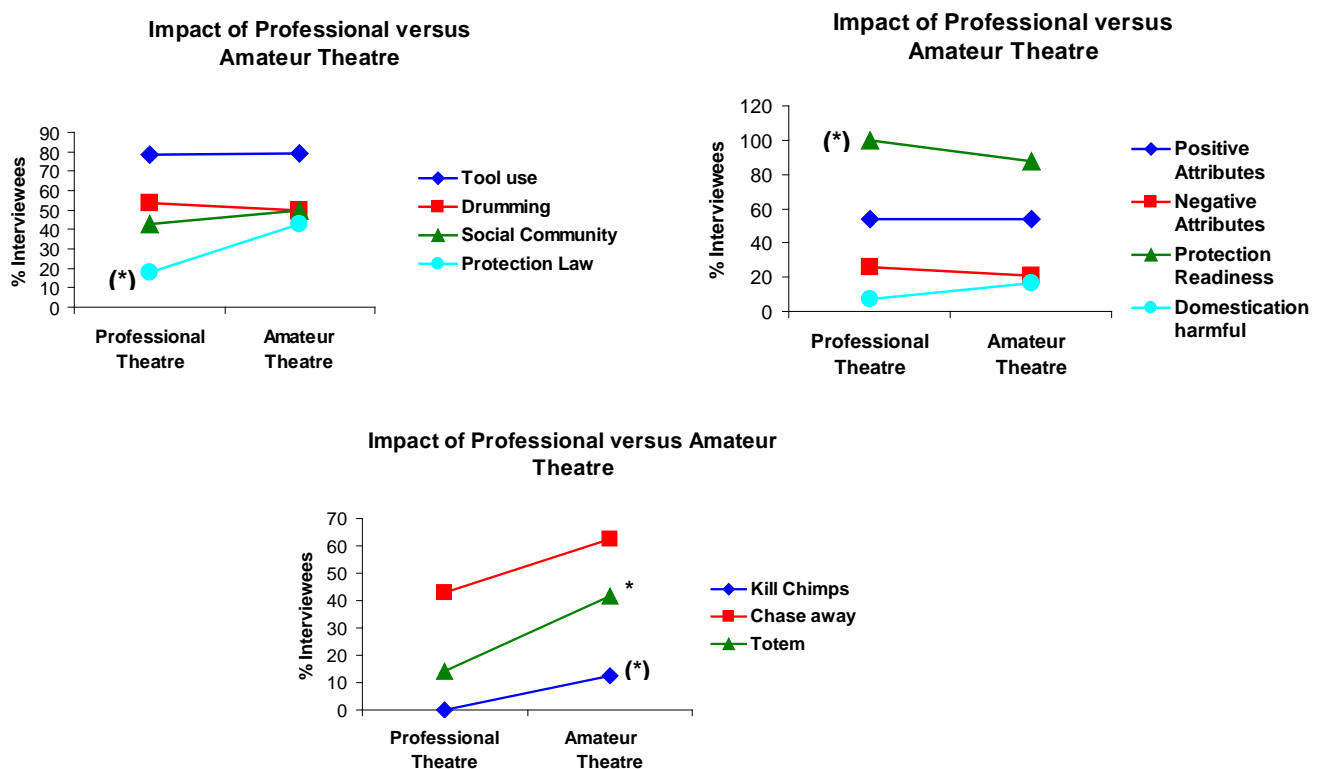 Impact of Professional versus
Amateur Theatre
% Interviewees
90
80
70
60
50
40
30
20
10
0
(*)
Professional
Theatre
Amateur
Theatre
Tool use
Drumming
Social Community
Protection Law
Impact of Professional versus
Amateur Theatre
% Interviewees
120
100
80
60
40
20
0
(*)
Professional
Theatre
Amateur
Theatre
Positive
Attributes
Negative
Attributes
Protection
Readiness
Domestication
harmful
Impact of Professional versus Amateur
Theatre
% Interviewees
70
60
50
40
30
20
10
0
*
(*)
Professional
Theatre
Amateur
Theatre
Kill Chimps
Chase away
Totem